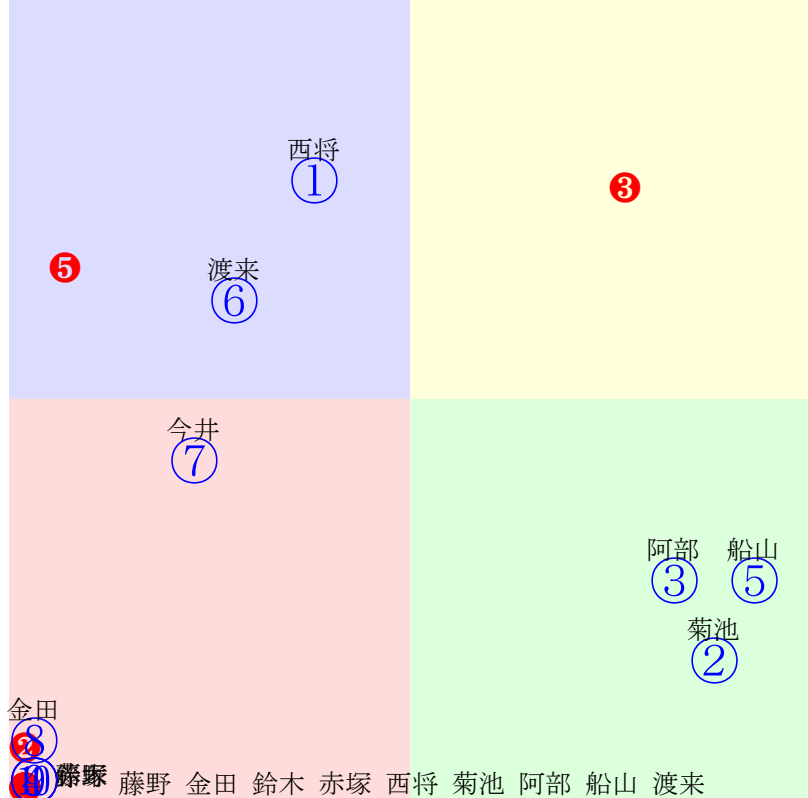 西将
①
❸
❺
渡来
⑥
今井
⑦
阿部 船山
③ ⑤
菊池
②
金田
⑧
藤野 金田 鈴木 赤塚 西将 菊池 阿部 船山 渡来